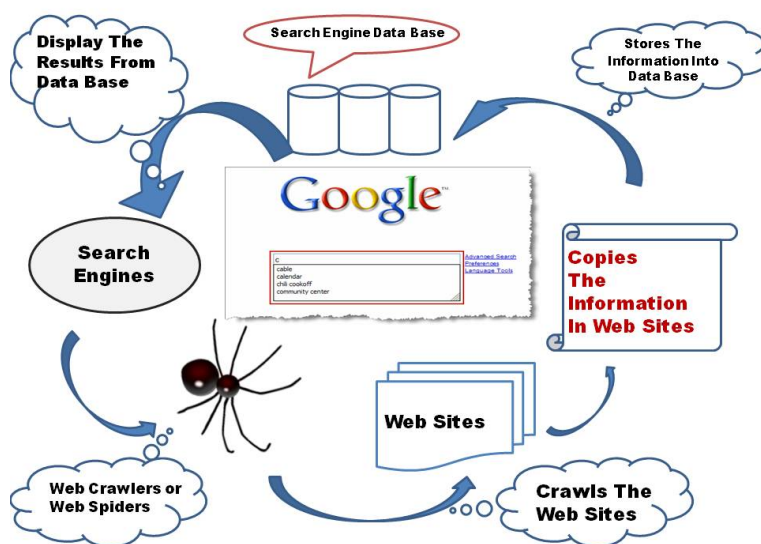 Display The
Results From
Data Base
Search Engine Data Base
Stores The
Information Into
Data Base
Google™
c
cable
calendar
chili cookoff
community center
Advanced Search
Preferences
Language Tools
Search
Engines
Copies
The
Information
In Web Sites
Web Sites
Web Crawlers or
Web Spiders
Crawls The
Web Sites